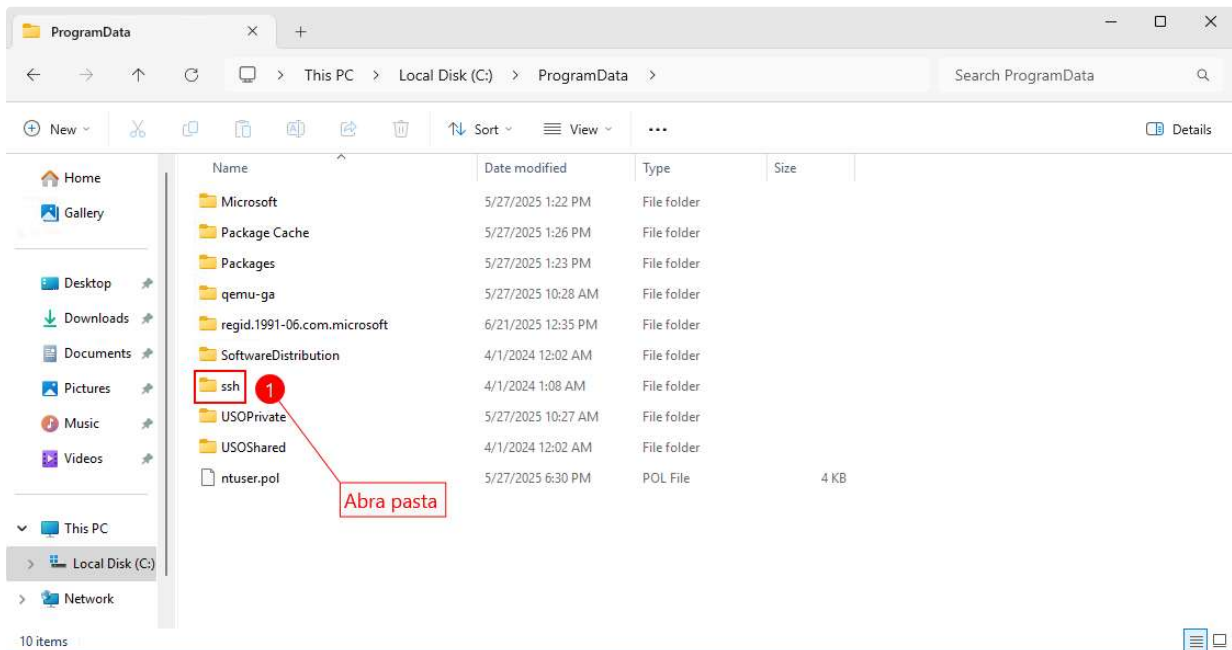 ProgramData
This PC > Local Disk (C:) > ProgramData >
Search ProgramData
New
Sort
View
Details
Name Date modified Type Size
Home
Gallery
Desktop
Downloads
Documents
Pictures
Music
Videos
This PC
Local Disk (C:)
Network
Microsoft 5/27/2025 1:22 PM File folder
Package Cache 5/27/2025 1:26 PM File folder
Packages 5/27/2025 1:23 PM File folder
qemu-ga 5/27/2025 10:28 AM File folder
regid.1991-06.com.microsoft 6/21/2025 12:35 PM File folder
SoftwareDistribution 4/1/2024 12:02 AM File folder
ssh 1 4/1/2024 1:08 AM File folder
USOPrivate 5/27/2025 10:27 AM File folder
USOShared 4/1/2024 12:02 AM File folder
ntuser.pol 5/27/2025 6:30 PM POL File 4 KB
Abra pasta
10 items